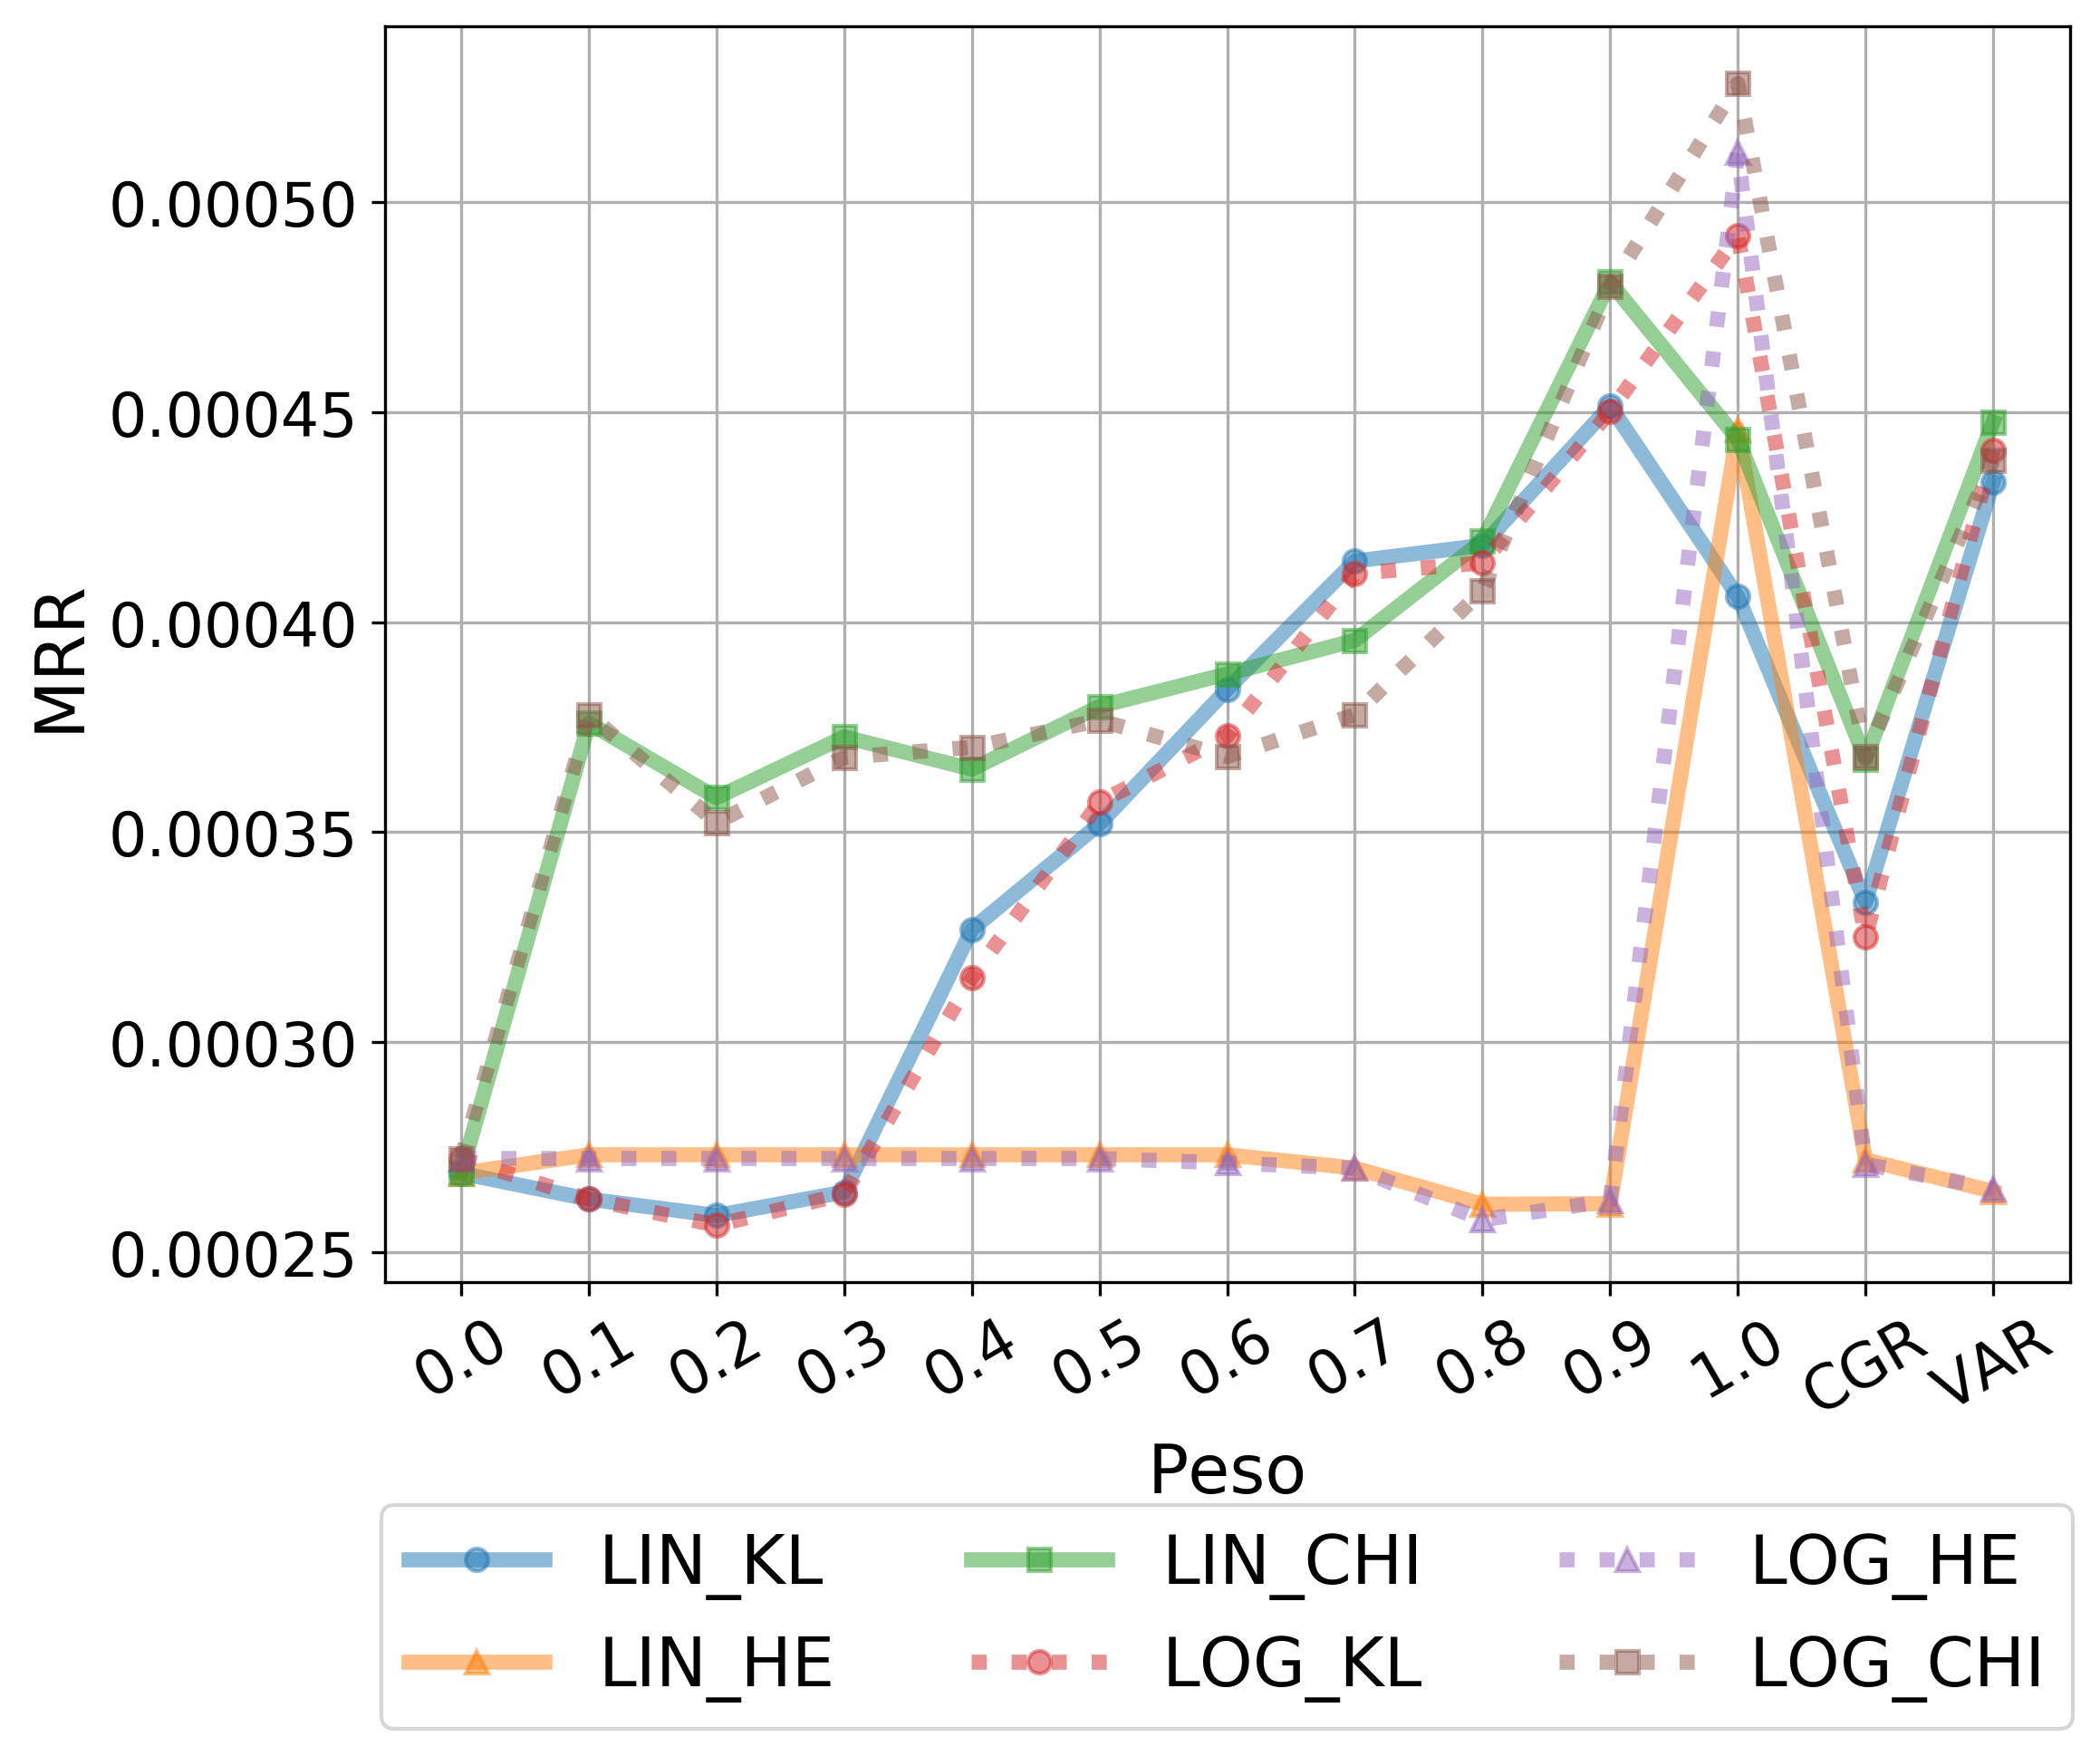 MRR
0.00050
0.00045
0.00040
0.00035
0.00030
0.00025
0.0 0.1 0.2 0.3 0.4 0.5 0.6 0.7 0.8 0.9 1.0 CGR VAR
Peso
LIN_KL LIN_CHI LOG_HE
LIN_HE LOG_KL LOG_CHI